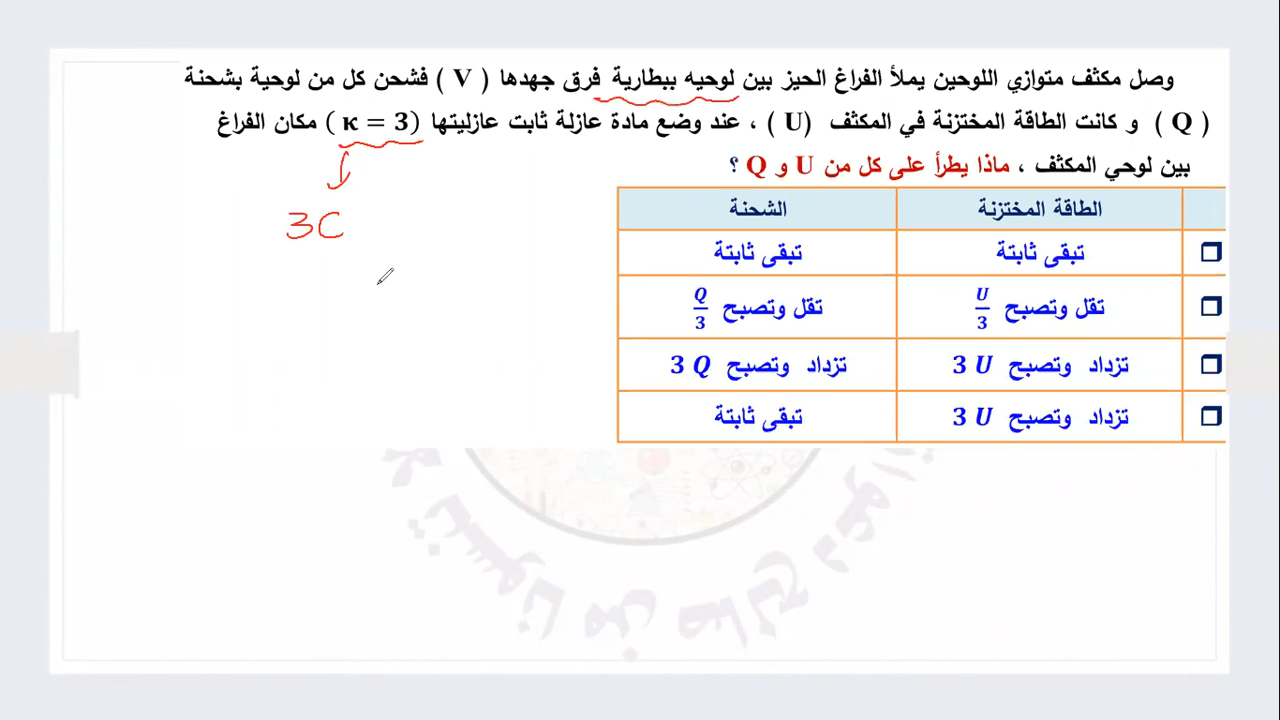 وصل مكثف متوازي اللوحين يملأ الفراغ الحيز بين لوحيه ببطارية فرق جهدها ( V ) فشحن كل من لوحية بشحنة
( Q ) و كانت الطاقة المختزنة في المكثف (U ) ، عند وضع مادة عازلة ثابت عازليتها (κ = 3 ) مكان الفراغ
بين لوحي المكثف ، ماذا يطرأ على كل من U و Q ؟
3C
الطاقة المختزنة الشحنة
تبقى ثابتة تبقى ثابتة
تقل وتصبح U/3 تقل وتصبح Q/3
تزداد وتصبح 3 U تزداد وتصبح 3 Q
تزداد وتصبح 3 U تبقى ثابتة